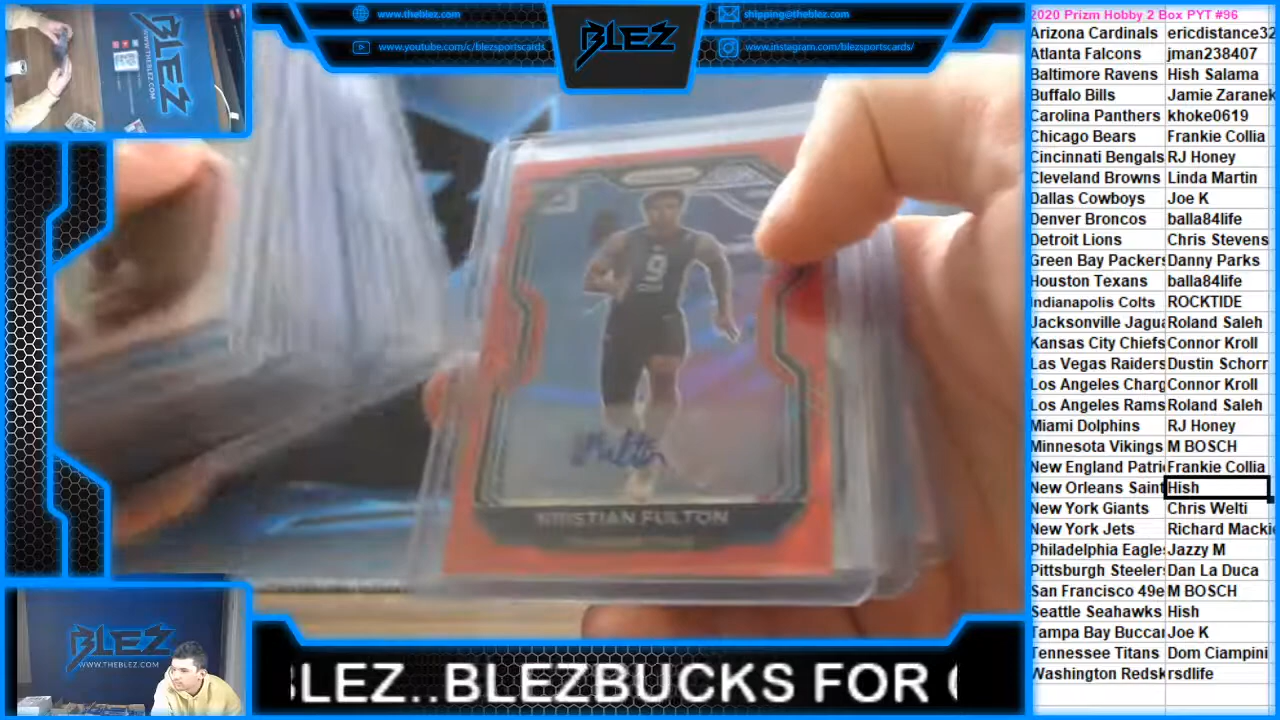 www.theblez.com
shipping@theblez.com
www.youtube.com/c/blezsportscards
www.instagram.com/blezsportscards/
BLEZ
BLEZ
WWW.THEBLEZ.COM
KRISTIAN FULTON
BLEZ
WWW.THEBLEZ.COM
BLEZ..BLEZBUCKS FOR
2020 Prizm Hobby 2 Box PYT #96
Arizona Cardinals ericdistance32
Atlanta Falcons jman238407
Baltimore Ravens Hish Salama
Buffalo Bills Jamie Zaranek
Carolina Panthers khoke0619
Chicago Bears Frankie Collia
Cincinnati Bengals RJ Honey
Cleveland Browns Linda Martin
Dallas Cowboys Joe K
Denver Broncos balla84life
Detroit Lions Chris Stevens
Green Bay Packers Danny Parks
Houston Texans balla84life
Indianapolis Colts ROCKTIDE
Jacksonville Jagua Roland Saleh
Kansas City Chiefs Connor Kroll
Las Vegas Raiders Dustin Schorr
Los Angeles Charg Connor Kroll
Los Angeles Rams Roland Saleh
Miami Dolphins RJ Honey
Minnesota Vikings M BOSCH
New England Patri Frankie Collia
New Orleans Saint Hish
New York Giants Chris Welti
New York Jets Richard Mackie
Philadelphia Eagles Jazzy M
Pittsburgh Steelers Dan La Duca
San Francisco 49e M BOSCH
Seattle Seahawks Hish
Tampa Bay Buccar Joe K
Tennessee Titans Dom Ciampini
Washington Redsk rsdlife